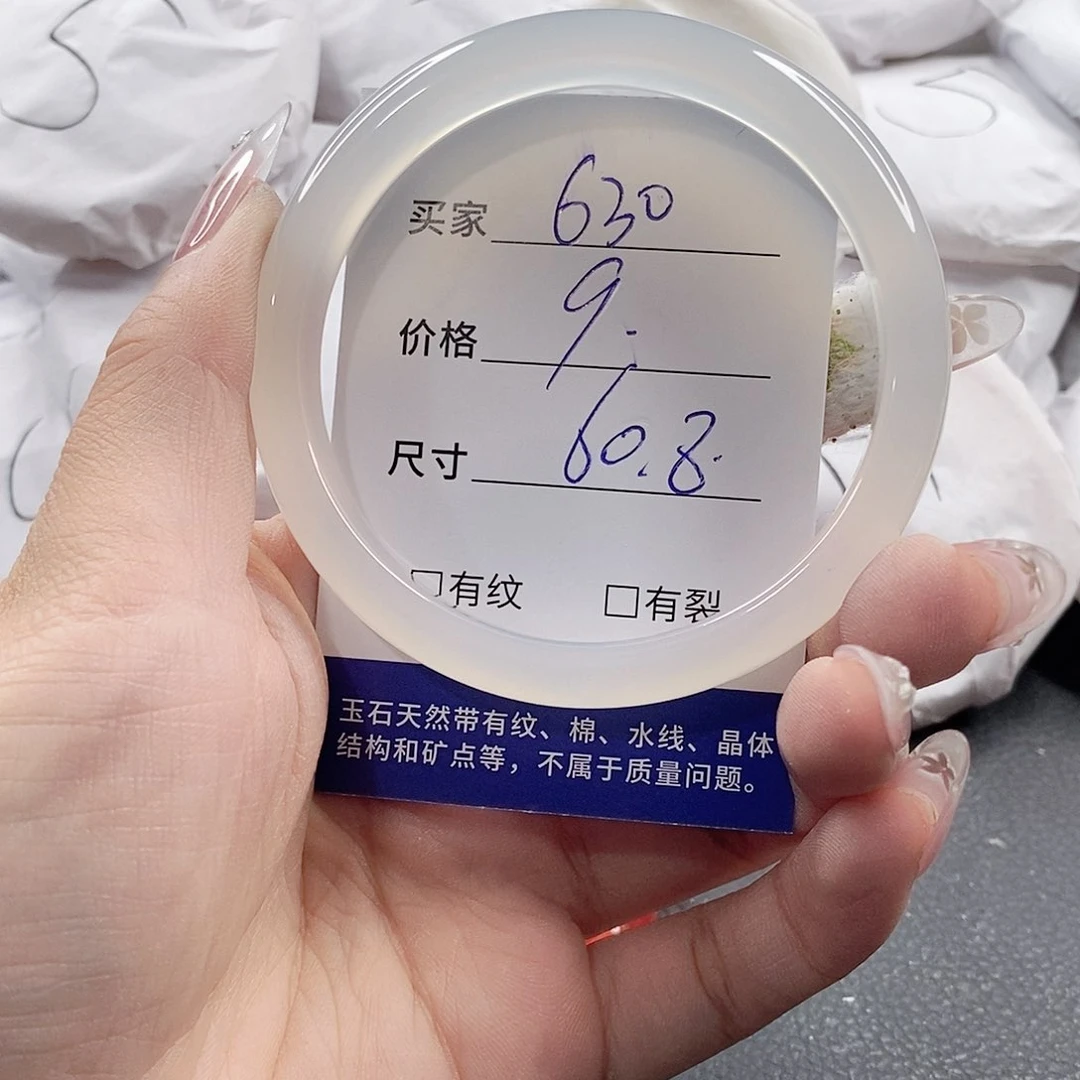 买家 630
价格 9.
尺寸 60.8.
□有纹 □有裂
玉石天然带有纹、棉、水线、晶体
结构和矿点等，不属于质量问题。